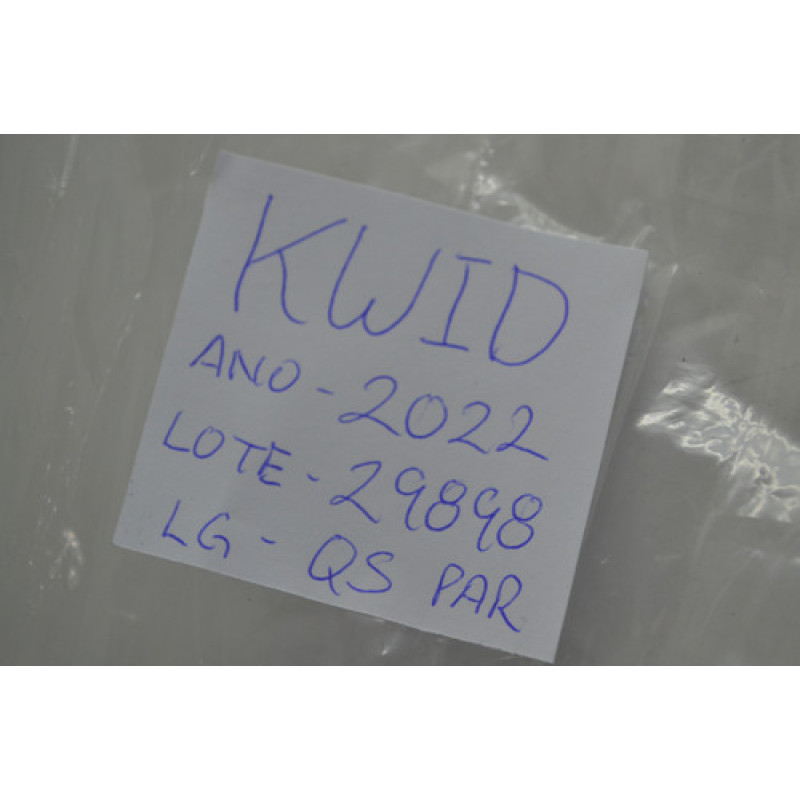 KWID
ANO - 2022
LOTE - 29898
LG - QS PAR